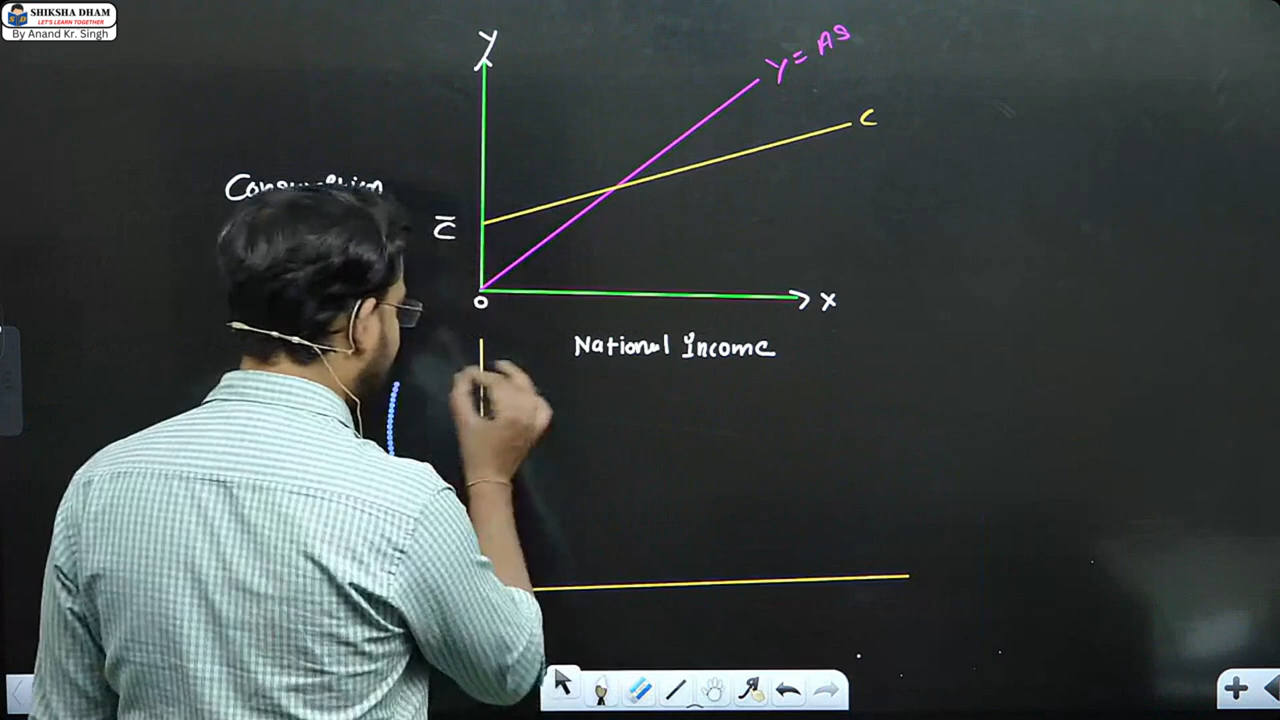 SHIKSHA DHAM
LET'S LEARN TOGETHER
By Anand Kr. Singh
y
y = AS
C
C̅
O
x
National Income